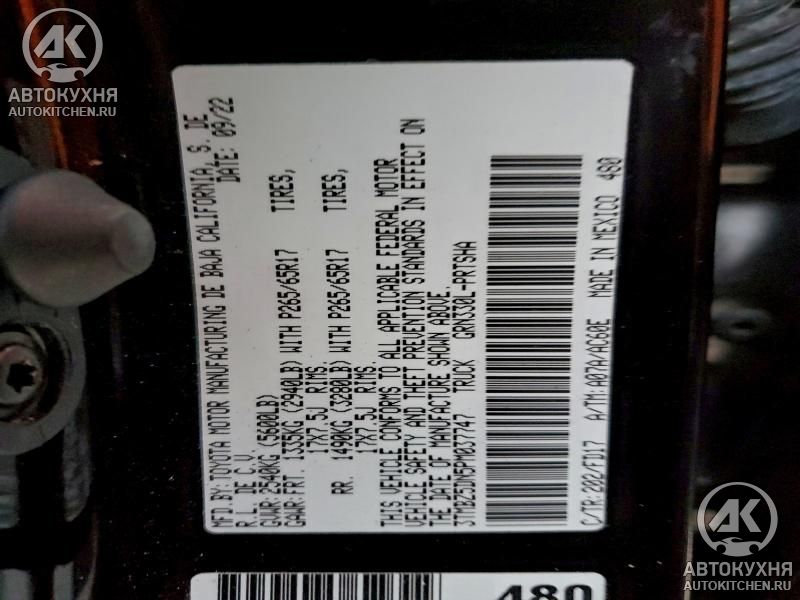 AK
АВТОКУХНЯ
AUTOKITCHEN.RU
MFD.BY: TOYOTA MOTOR MANUFACTURING DE BAJA CALIFORNIA, S. DE
R.L. DE C.V. DATE: 09/22
GVWR: 2540KG (5600LB)
GAWR: FRT. 1335KG (2940LB) WITH P265/65R17 TIRES,
17X7.5J RIMS
RR. 1490KG (3280LB) WITH P265/65R17 TIRES,
17X7.5J RIMS
THIS VEHICLE CONFORMS TO ALL APPLICABLE FEDERAL MOTOR
VEHICLE SAFETY AND THEFT PREVENTION STANDARDS IN EFFECT ON
THE DATE OF MANUFACTURE SHOWN ABOVE.
3TMBZ5DN5PM037747 TRUCK GRN330L-PRTSHA
C/TR: 202/FD17 A/TM: A07A/AC60E MADE IN MEXICO 480
480
AK
АВТОКУХНЯ
AUTOKITCHEN.RU